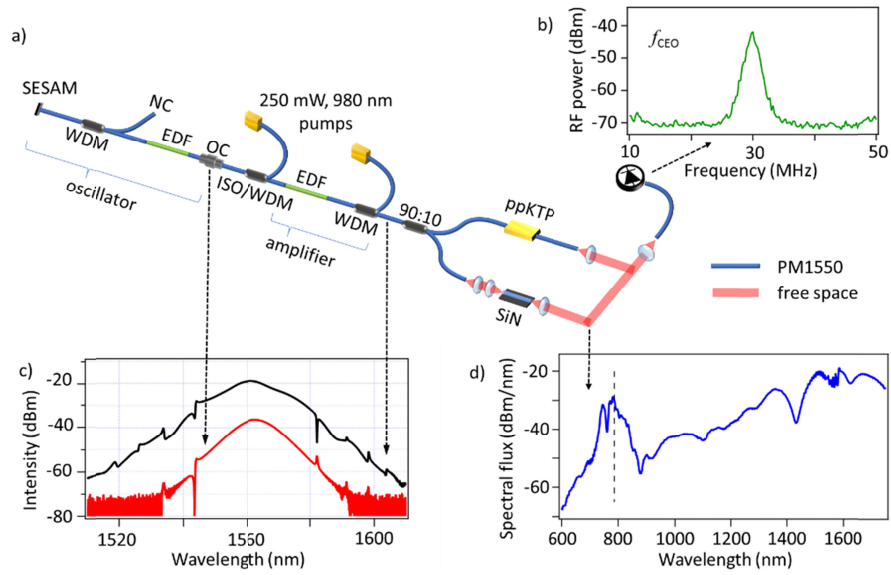 a)
SESAM
WDM
NC
EDF
OC
ISO/WDM
oscillator
250 mW, 980 nm
pumps
EDF
WDM
amplifier
90:10
ppKTP
SiN
PM1550
free space
b)
RF power (dBm)
-40
-50
-60
-70
fCEO
10
30
50
Frequency (MHz)
c)
Intensity (dBm)
-20
-40
-60
-80
1520
1560
1600
Wavelength (nm)
d)
Spectral flux (dBm/nm)
-20
-40
-60
600
800
1000
1200
1400
1600
Wavelength (nm)